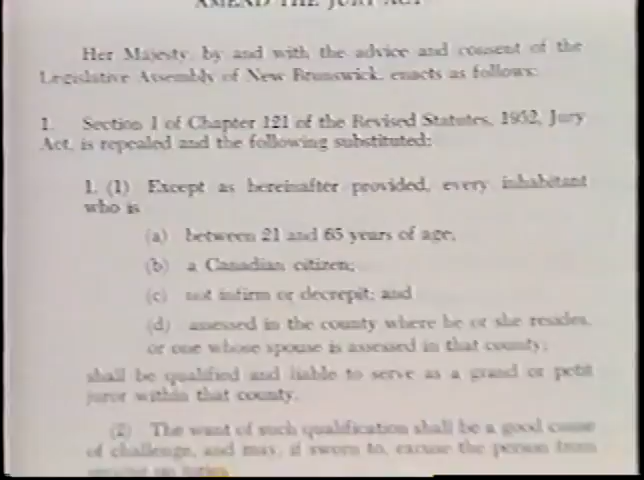 AMEND THE JURY ACT
Her Majesty, by and with the advice and consent of the
Legislative Assembly of New Brunswick, enacts as follows:
1. Section 1 of Chapter 121 of the Revised Statutes, 1952, Jury
Act, is repealed and the following substituted:
1. (1) Except as hereinafter provided, every inhabitant
who is
(a) between 21 and 65 years of age;
(b) a Canadian citizen;
(c) not infirm or decrepit; and
(d) assessed in the county where he or she resides,
or one whose spouse is assessed in that county;
shall be qualified and liable to serve as a grand or petit
juror within that county.
(2) The want of such qualification shall be a good cause
of challenge, and may, if sworn to, excuse the person from